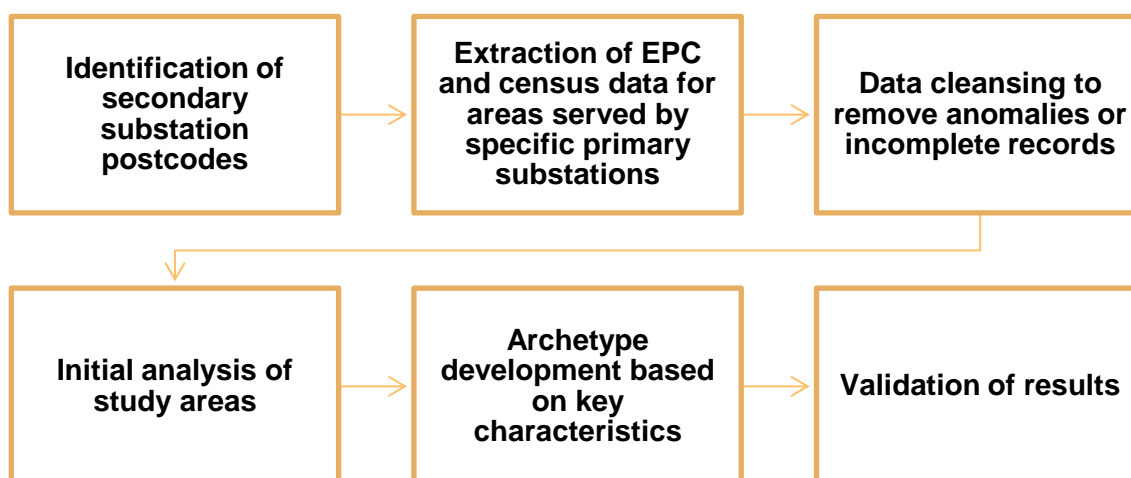 Identification of
secondary
substation
postcodes
Extraction of EPC
and census data for
areas served by
specific primary
substations
Data cleansing to
remove anomalies or
incomplete records
Initial analysis of
study areas
Archetype
development based
on key
characteristics
Validation of results